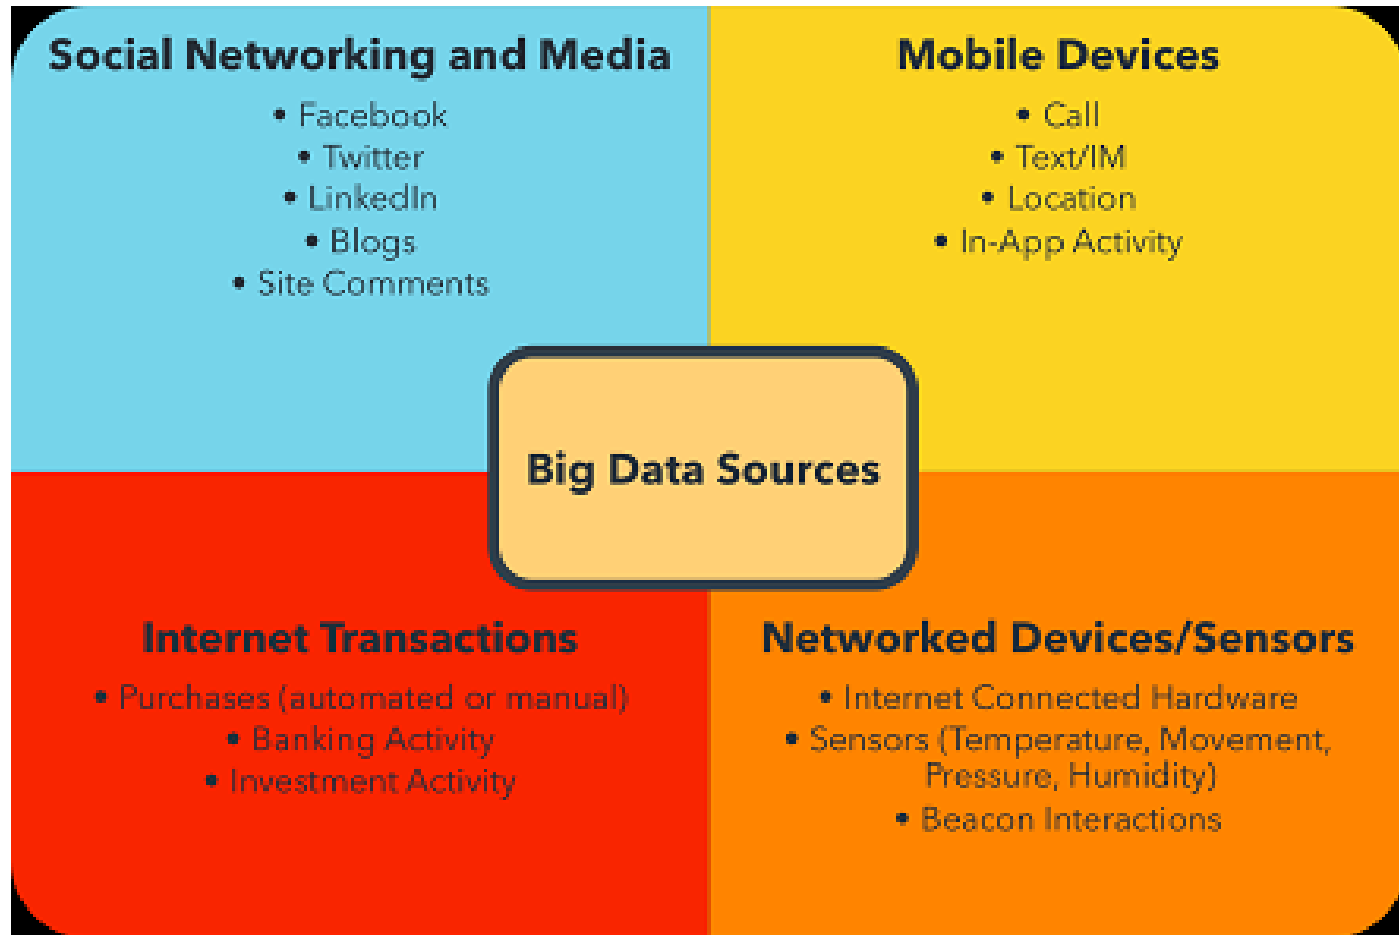 Social Networking and Media
• Facebook
• Twitter
• LinkedIn
• Blogs
• Site Comments
Mobile Devices
• Call
• Text/IM
• Location
• In-App Activity
Big Data Sources
Internet Transactions
• Purchases (automated or manual)
• Banking Activity
• Investment Activity
Networked Devices/Sensors
• Internet Connected Hardware
• Sensors (Temperature, Movement,
Pressure, Humidity)
• Beacon Interactions